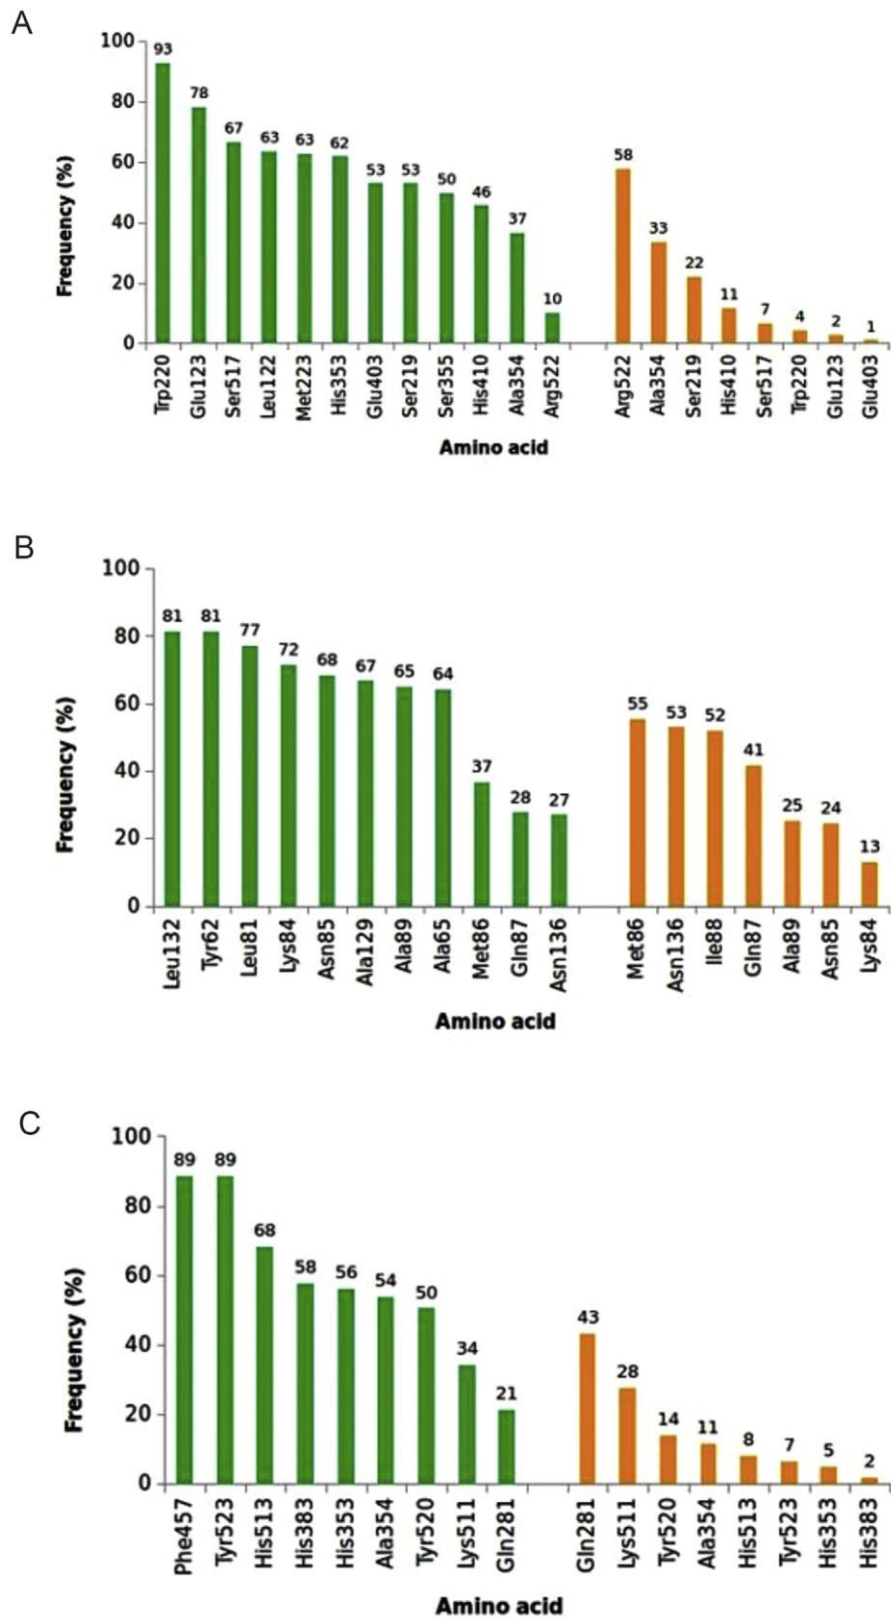 A
100
80
60
40
20
0
Frequency (%)
93 78 67 63 63 62 53 53 50 46 37 10 58 33 22 11 7 4 2 1
Trp220 Glu123 Ser517 Leu122 Met223 His353 Glu403 Ser219 Ser355 His410 Ala354 Arg522 Arg522 Ala354 Ser219 His410 Ser517 Trp220 Glu123 Glu403
Amino acid
B
100
80
60
40
20
0
Frequency (%)
81 81 77 72 68 67 65 64 37 28 27 55 53 52 41 25 24 13
Leu132 Tyr62 Leu81 Lys84 Asn85 Ala129 Ala89 Ala65 Met86 Gln87 Asn136 Met86 Asn136 Ile88 Gln87 Ala89 Asn85 Lys84
Amino acid
C
100
80
60
40
20
0
Frequency (%)
89 89 68 58 56 54 50 34 21 43 28 14 11 8 7 5 2
Phe457 Tyr523 His513 His383 His353 Ala354 Tyr520 Lys511 Gln281 Gln281 Lys511 Tyr520 Ala354 His513 Tyr523 His353 His383
Amino acid